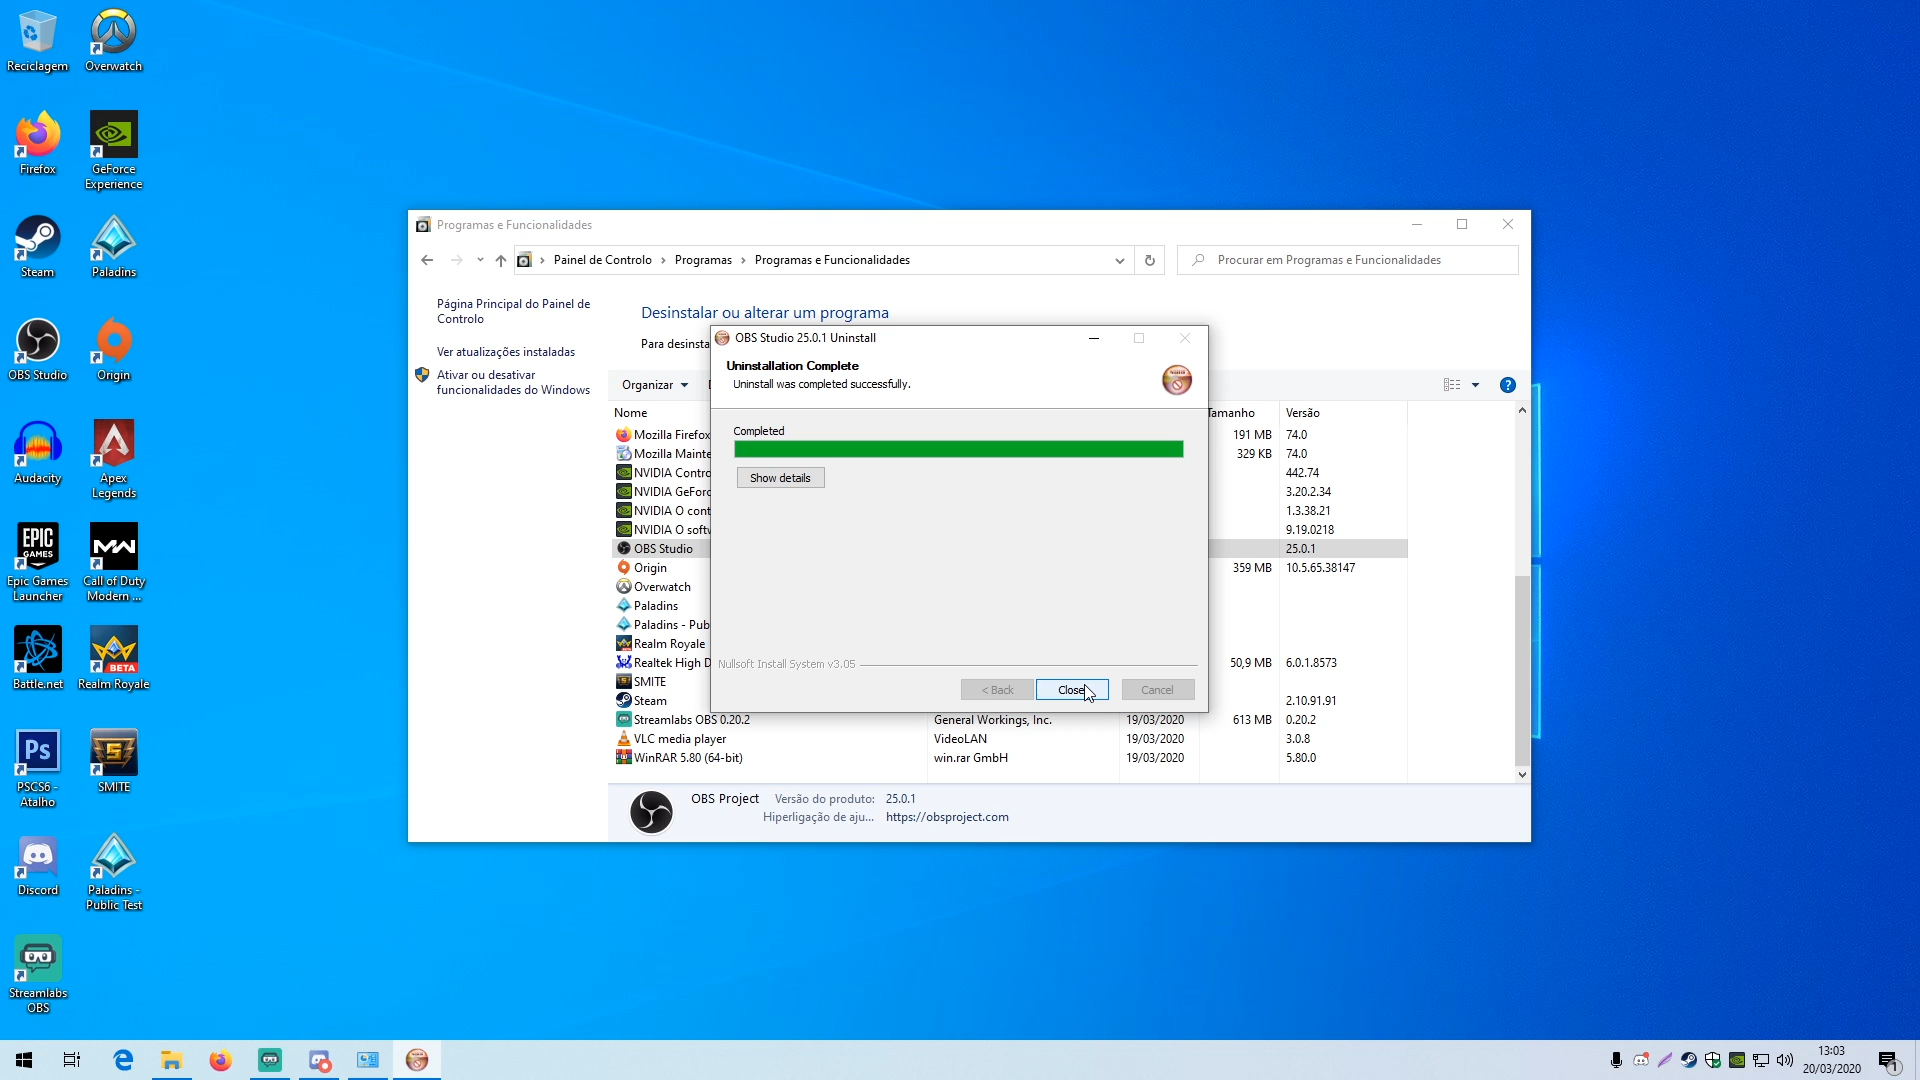 Reciclagem
Overwatch
Firefox
GeForce
Experience
Steam
Paladins
OBS Studio
Origin
Audacity
Apex
Legends
EPIC
GAMES
Epic Games
Launcher
Call of Duty
Modern ...
Battle.net
BETA
Realm Royale
Ps
PSCS6 -
Atalho
SMITE
Discord
Paladins -
Public Test
Streamlabs
OBS
Programas e Funcionalidades
Painel de Controlo > Programas > Programas e Funcionalidades
Procurar em Programas e Funcionalidades
Página Principal do Painel de
Controlo
Ver atualizações instaladas
Ativar ou desativar
funcionalidades do Windows
Desinstalar ou alterar um programa
Para desinsta
Organizar
Nome
Tamanho
Versão
Mozilla Firefox
191 MB
74.0
Mozilla Mainte
329 KB
74.0
NVIDIA Contro
442.74
NVIDIA GeForc
3.20.2.34
NVIDIA O cont
1.3.38.21
NVIDIA O softw
9.19.0218
OBS Studio
25.0.1
Origin
359 MB
10.5.65.38147
Overwatch
Paladins
Paladins - Pub
Realm Royale
Realtek High D
50,9 MB
6.0.1.8573
SMITE
Steam
2.10.91.91
Streamlabs OBS 0.20.2
General Workings, Inc.
19/03/2020
613 MB
0.20.2
VLC media player
VideoLAN
19/03/2020
3.0.8
WinRAR 5.80 (64-bit)
win.rar GmbH
19/03/2020
5.80.0
OBS Project
Versão do produto: 25.0.1
Hiperligação de aju... https://obsproject.com
OBS Studio 25.0.1 Uninstall
Uninstallation Complete
Uninstall was completed successfully.
Completed
Show details
Nullsoft Install System v3.05
< Back
Close
Cancel
13:03
20/03/2020
1